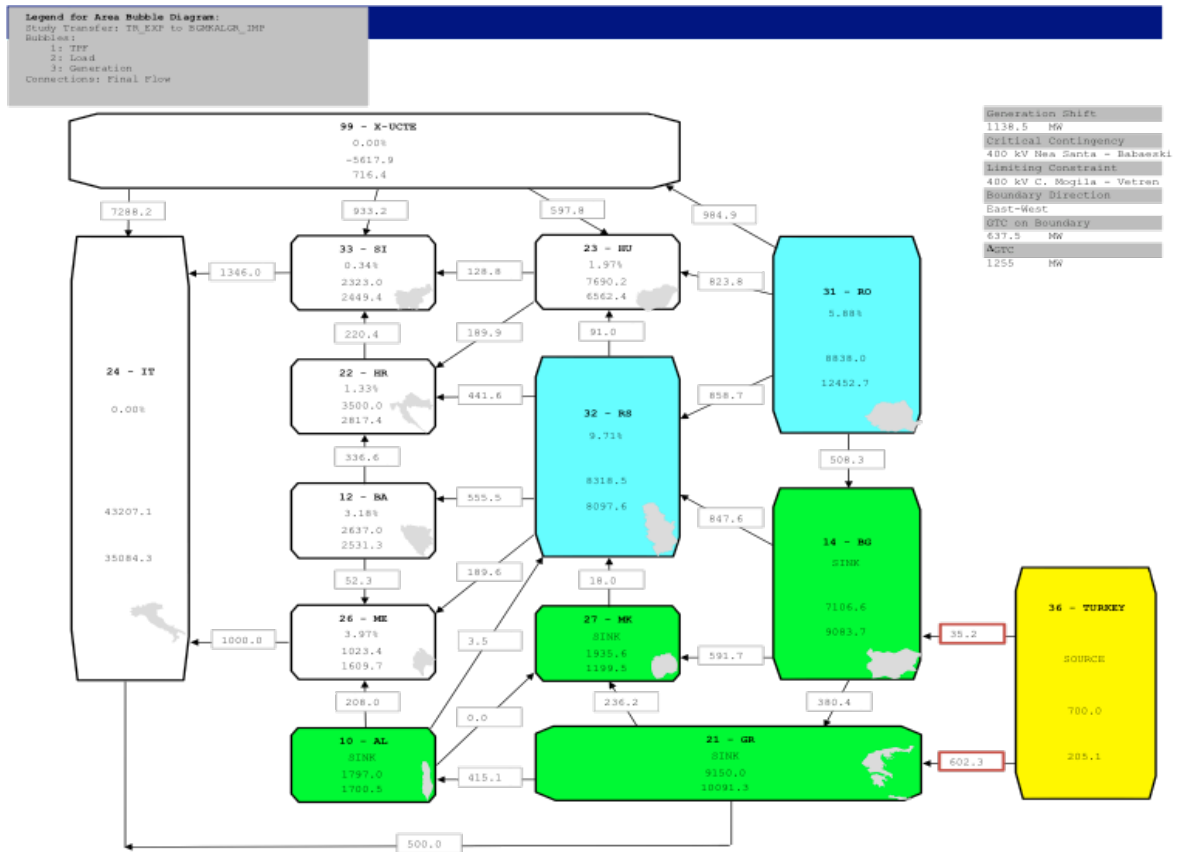 Legend for Area Bubble Diagram:
Study Transfer: TR_EXP to BGMKALGR_IMP
Bubbles:
1: TPF
2: Load
3: Generation
Connections: Final Flow
Generation Shift
1138.5 MW
Critical Contingency
400 kV Nea Santa - Babaeski
Limiting Constraint
400 kV C. Mogila - Vetren
Boundary Direction
East-West
GTC on Boundary
637.5 MW
ΔGTC
1255 MW
99 - X-UCTE
0.00%
-5617.9
716.4
7288.2
933.2
597.8
984.9
33 - SI
0.34%
2323.0
2449.4
23 - HU
1.97%
7690.2
6562.4
1346.0
128.8
823.8
31 - RO
5.88%
8838.0
12452.7
220.4
189.9
91.0
24 - IT
0.00%
43207.1
35084.3
22 - HR
1.33%
3500.0
2817.4
441.6
858.7
32 - RS
9.71%
8318.5
8097.6
336.6
508.3
12 - BA
3.18%
2637.0
2531.3
555.5
847.6
14 - BG
SINK
7106.6
9083.7
52.3
189.6
18.0
26 - ME
3.97%
1023.4
1609.7
1000.0
3.5
27 - MK
SINK
1935.6
1199.5
591.7
35.2
36 - TURKEY
SOURCE
700.0
205.1
208.0
0.0
236.2
380.4
10 - AL
SINK
1797.0
1700.5
415.1
21 - GR
SINK
9150.0
10091.3
602.3
500.0